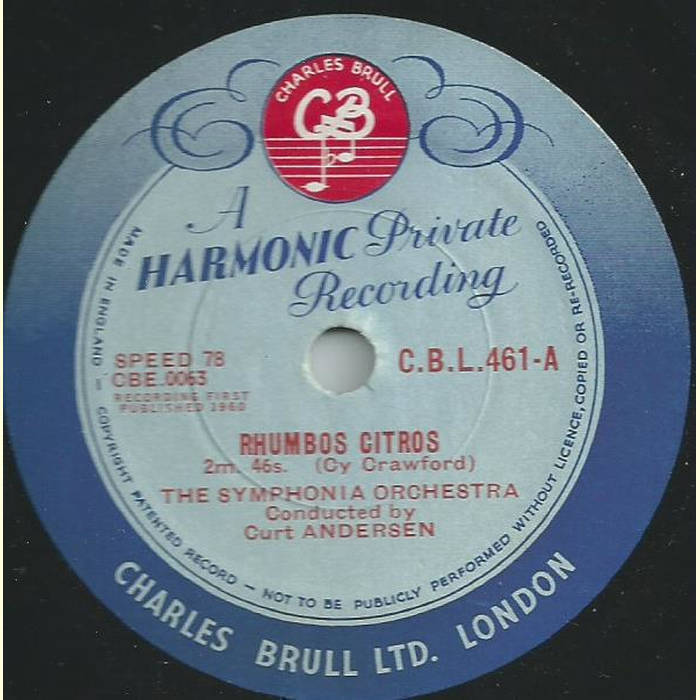 CHARLES BRULL
CB
A
HARMONIC Private
Recording
SPEED 78
CBE.0063
RECORDING FIRST
PUBLISHED 1960
C.B.L.461-A
RHUMBOS CITROS
2m. 46s. (Cy Crawford)
THE SYMPHONIA ORCHESTRA
Conducted by
Curt ANDERSEN
MADE IN ENGLAND — COPYRIGHT PATENTED RECORD — NOT TO BE PUBLICLY PERFORMED WITHOUT LICENCE, COPIED OR RE-RECORDED
CHARLES BRULL LTD. LONDON